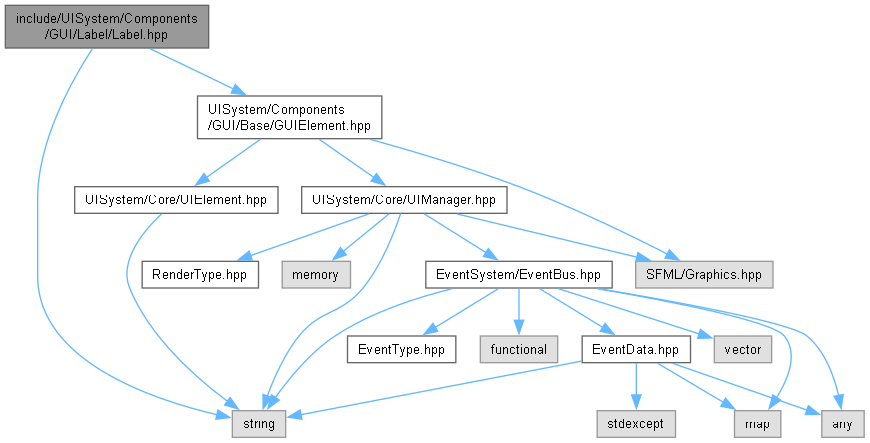 include/UISystem/Components
/GUI/Label/Label.hpp
UISystem/Components
/GUI/Base/GUIElement.hpp
UISystem/Core/UIElement.hpp
UISystem/Core/UIManager.hpp
RenderType.hpp
memory
EventSystem/EventBus.hpp
SFML/Graphics.hpp
EventType.hpp
functional
EventData.hpp
vector
string
stdexcept
map
any